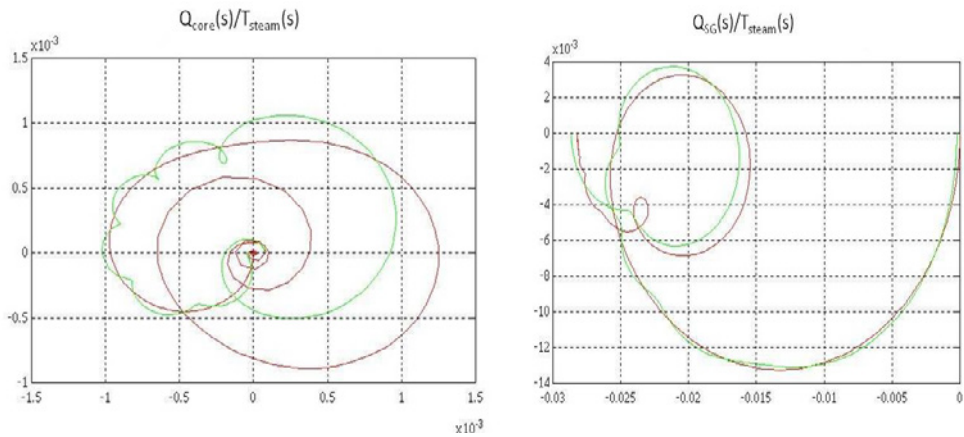 Q_core(s)/T_steam(s)
x10⁻³
1.5
1
0.5
0
-0.5
-1
-1.5 -1 -0.5 0 0.5 1 1.5
x10⁻³
Q_SG(s)/T_steam(s)
x10⁻³
4
2
0
-2
-4
-6
-8
-10
-12
-14
-0.03 -0.025 -0.02 -0.015 -0.01 -0.005 0